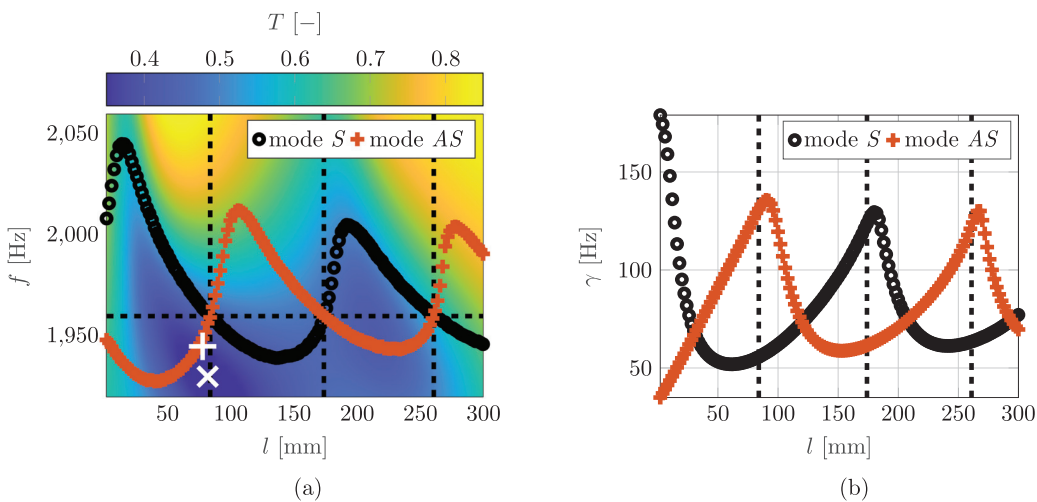 T [−]
0.4 0.5 0.6 0.7 0.8
mode S mode AS
2,050
2,000
1,950
f [Hz]
50 100 150 200 250 300
l [mm]
(a)
mode S mode AS
150
100
50
γ [Hz]
50 100 150 200 250 300
l [mm]
(b)